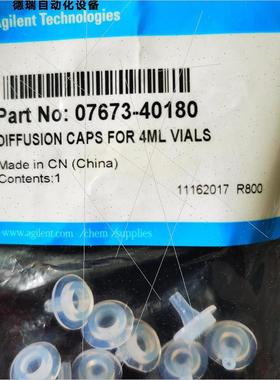 德瑞自动化设备
Agilent Technologies
Part No: 07673-40180
DIFFUSION CAPS FOR 4ML VIALS
Made in CN (China)
Contents:1
11162017 R800
www.agilent.com /chem /supplies